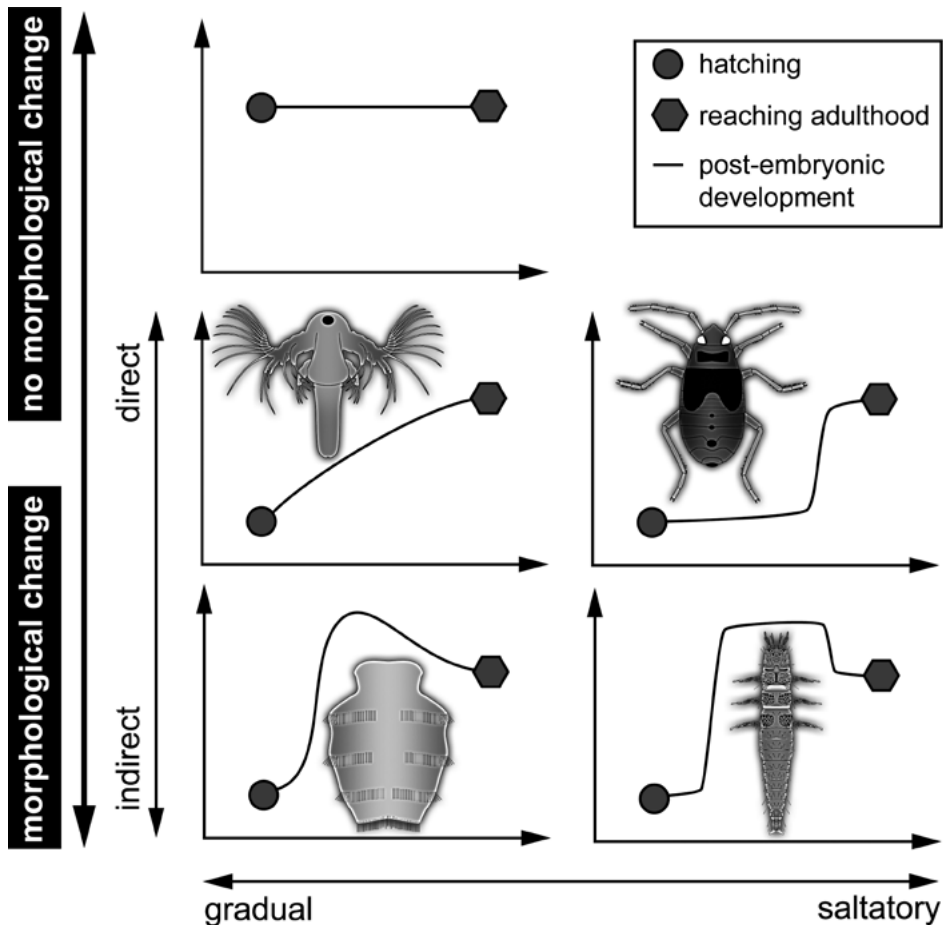 no morphological change
morphological change
direct
indirect
hatching
reaching adulthood
post-embryonic
development
gradual
saltatory